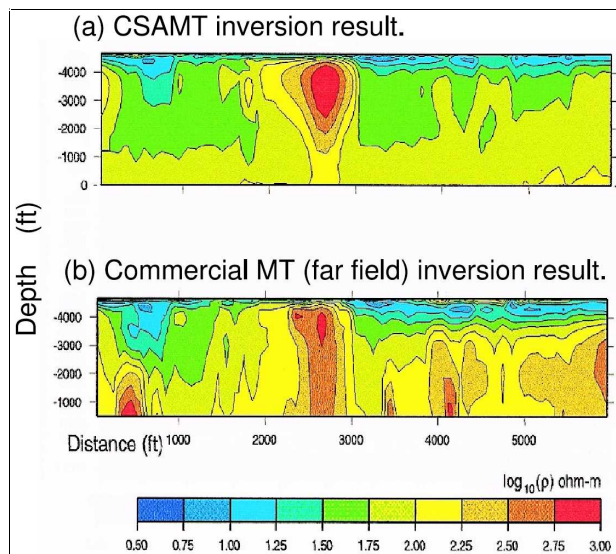 (a) CSAMT inversion result.
-4000
-3000
-2000
-1000
0
Depth (ft)
(b) Commercial MT (far field) inversion result.
-4000
-3000
-2000
-1000
Distance (ft) 1000 2000 3000 4000 5000
log10(ρ) ohm-m
0.50 0.75 1.00 1.25 1.50 1.75 2.00 2.25 2.50 2.75 3.00